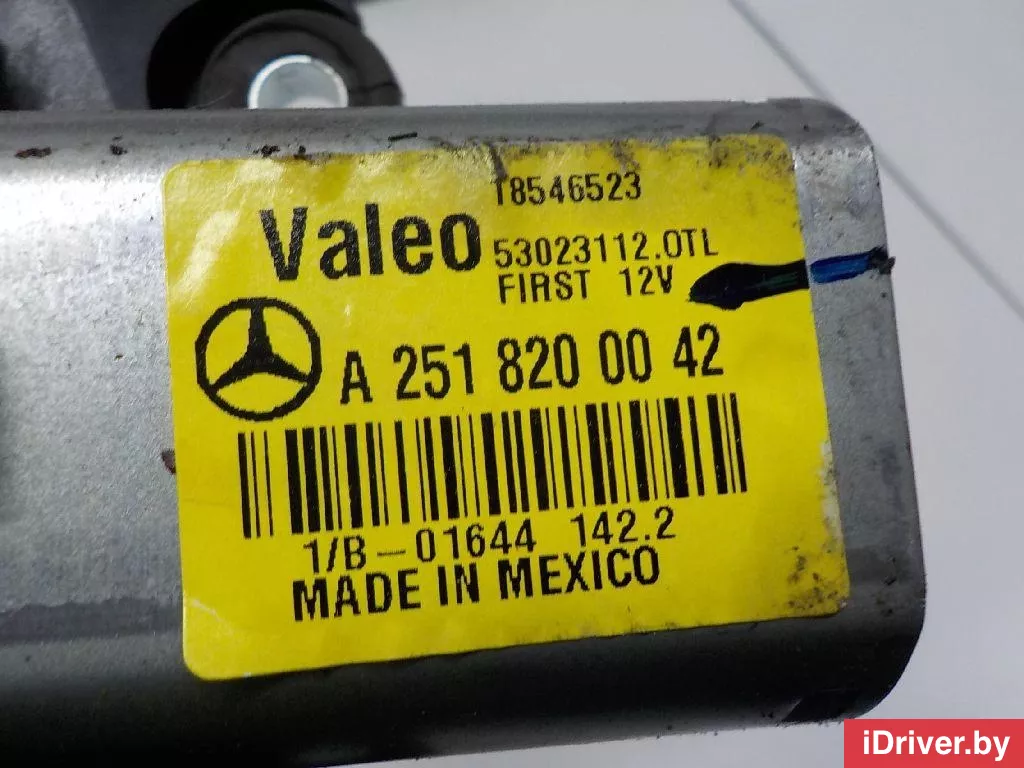 T8546523
Valeo
53023112.OTL
FIRST 12V
A 251 820 00 42
1/B-01644 142.2
MADE IN MEXICO
iDriver.by